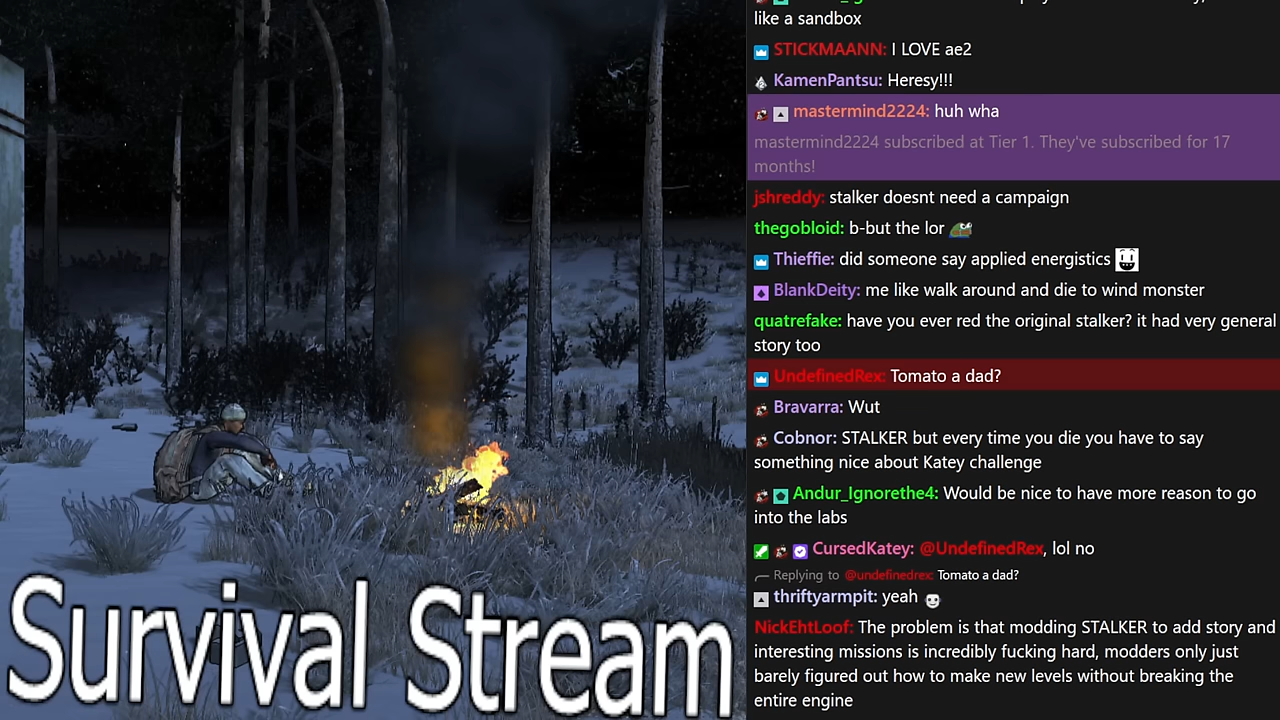 like a sandbox
STICKMAANN: I LOVE ae2
KamenPantsu: Heresy!!!
mastermind2224: huh wha
mastermind2224 subscribed at Tier 1. They've subscribed for 17
months!
jshreddy: stalker doesnt need a campaign
thegobloid: b-but the lor
Thieffie: did someone say applied energistics
BlankDeity: me like walk around and die to wind monster
quatrefake: have you ever red the original stalker? it had very general
story too
UndefinedRex: Tomato a dad?
Bravarra: Wut
Cobnor: STALKER but every time you die you have to say
something nice about Katey challenge
Andur_Ignorethe4: Would be nice to have more reason to go
into the labs
CursedKatey: @UndefinedRex, lol no
Replying to @undefinedrex: Tomato a dad?
thriftyarmpit: yeah
NickEhtLoof: The problem is that modding STALKER to add story and
interesting missions is incredibly fucking hard, modders only just
barely figured out how to make new levels without breaking the
entire engine
Survival Stream